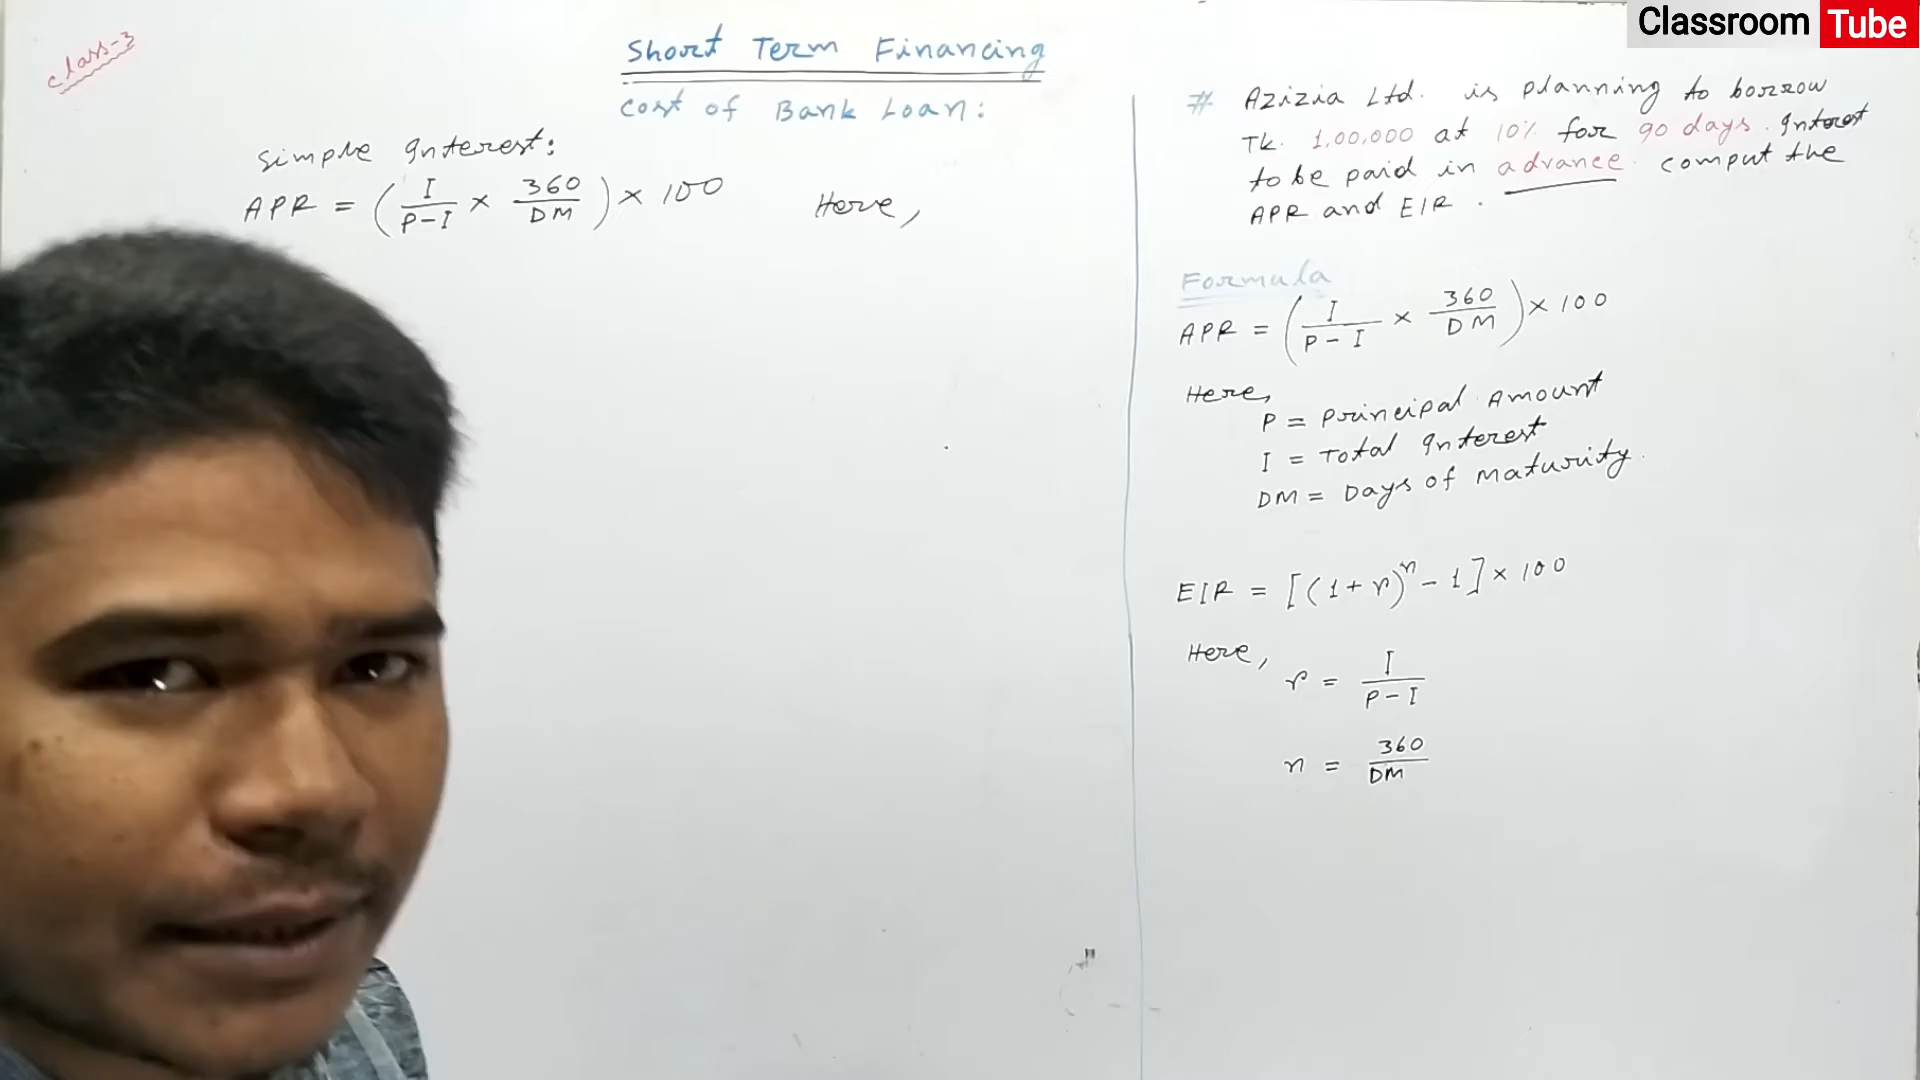 Classroom Tube
class-3
Short Term Financing
Cost of Bank Loan:
Simple Interest:
APR = (I / P-I × 360 / DM) × 100
Here,
# Azizia Ltd. is planning to borrow
Tk. 1,00,000 at 10% for 90 days. Interest
to be paid in advance. comput the
APR and EIR.
Formula
APR = (I / P-I × 360 / DM) × 100
Here,
P = Principal Amount
I = Total Interest
DM = Days of maturity.
EIR = [(1+r)^n - 1] × 100
Here,
r = I / P-I
n = 360 / DM